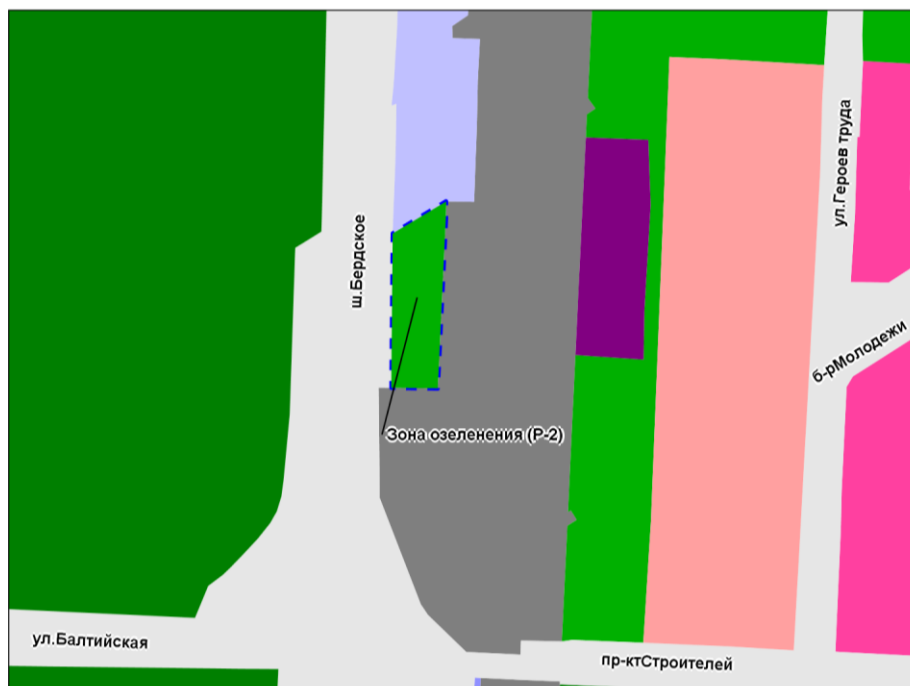 ул.Героев труда
ш.Бердское
б-рМолодежи
Зона озеленения (Р-2)
ул.Балтийская
пр-ктСтроителей